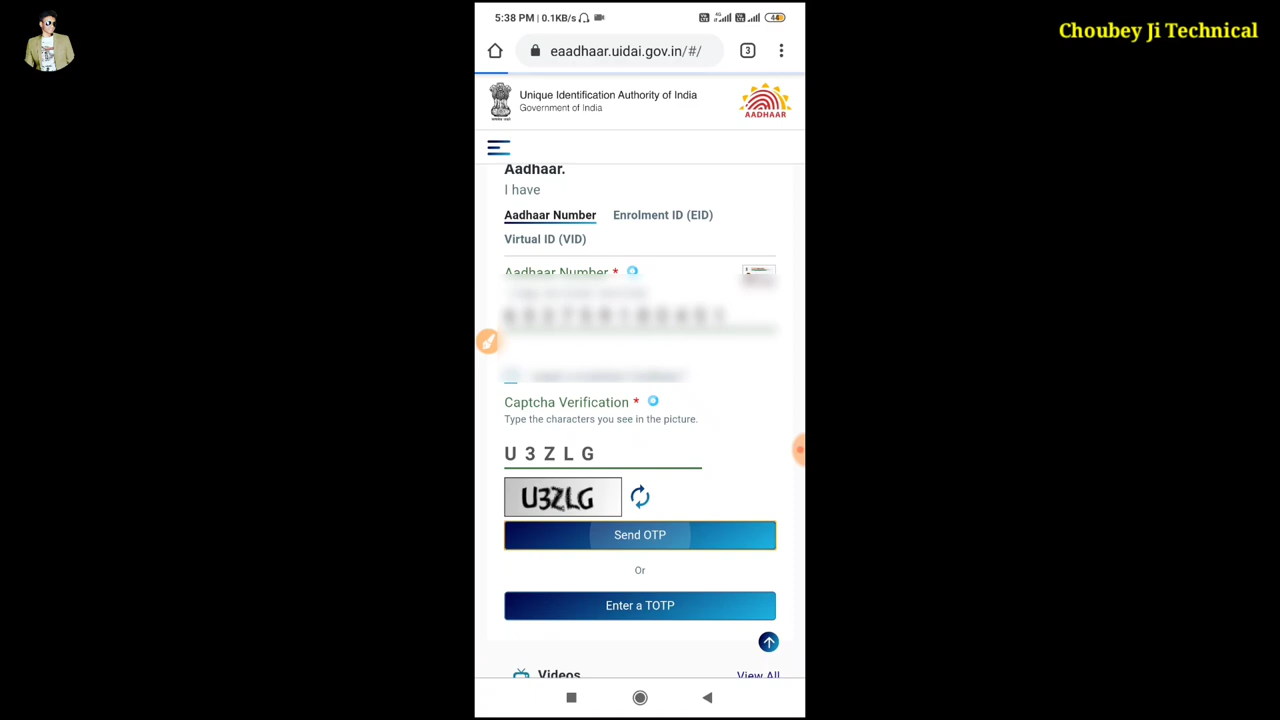 Choubey Ji Technical
5:38 PM | 0.1KB/s 44
eaadhaar.uidai.gov.in/#/ 3
Unique Identification Authority of India
Government of India
AADHAAR
Aadhaar.
I have
Aadhaar Number Enrolment ID (EID)
Virtual ID (VID)
Aadhaar Number *
Captcha Verification *
Type the characters you see in the picture.
U3ZLG
U3ZLG
Send OTP
Or
Enter a TOTP
Videos View All